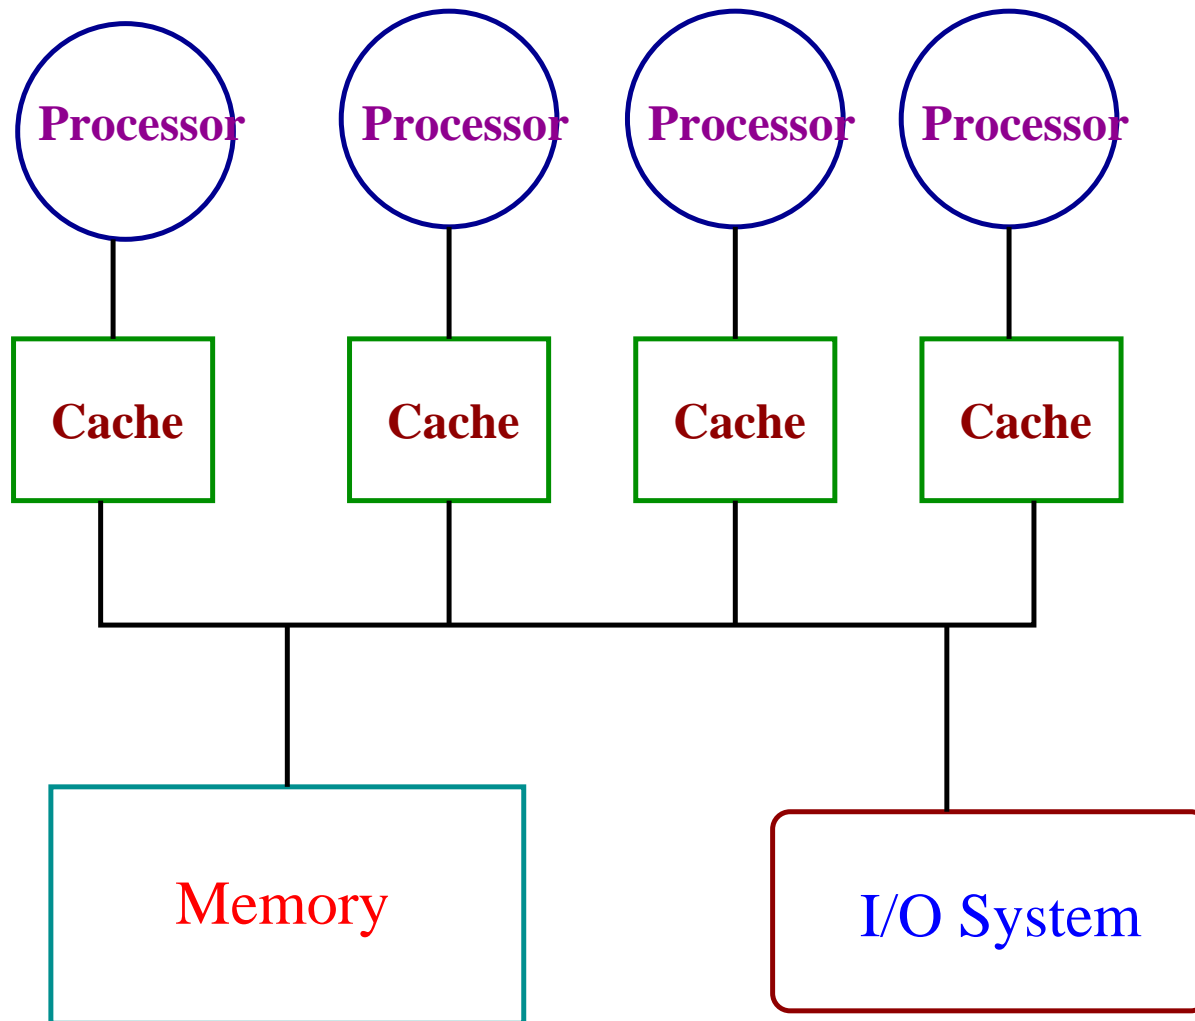 Processor
Processor
Processor
Processor
Cache
Cache
Cache
Cache
Memory
I/O System